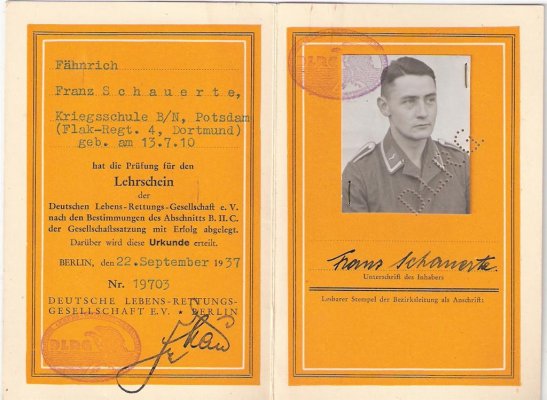 Fähnrich
Franz Schauerte,
Kriegsschule B/N, Potsdam
(Flak-Regt. 4, Dortmund)
geb. am 13.7.10
hat die Prüfung für den
Lehrschein
der
Deutschen Lebens-Rettungs-Gesellschaft e. V.
nach den Bestimmungen des Abschnitts B. II. C.
der Gesellschaftssatzung mit Erfolg abgelegt.
Darüber wird diese Urkunde erteilt.
BERLIN, den 22. September 1937
Nr. 19703
DEUTSCHE LEBENS-RETTUNGS-
GESELLSCHAFT E.V. * BERLIN
DLRG
DLRG
Franz Schauerte
Unterschrift des Inhabers
Lesbarer Stempel der Bezirksleitung als Anschrift: